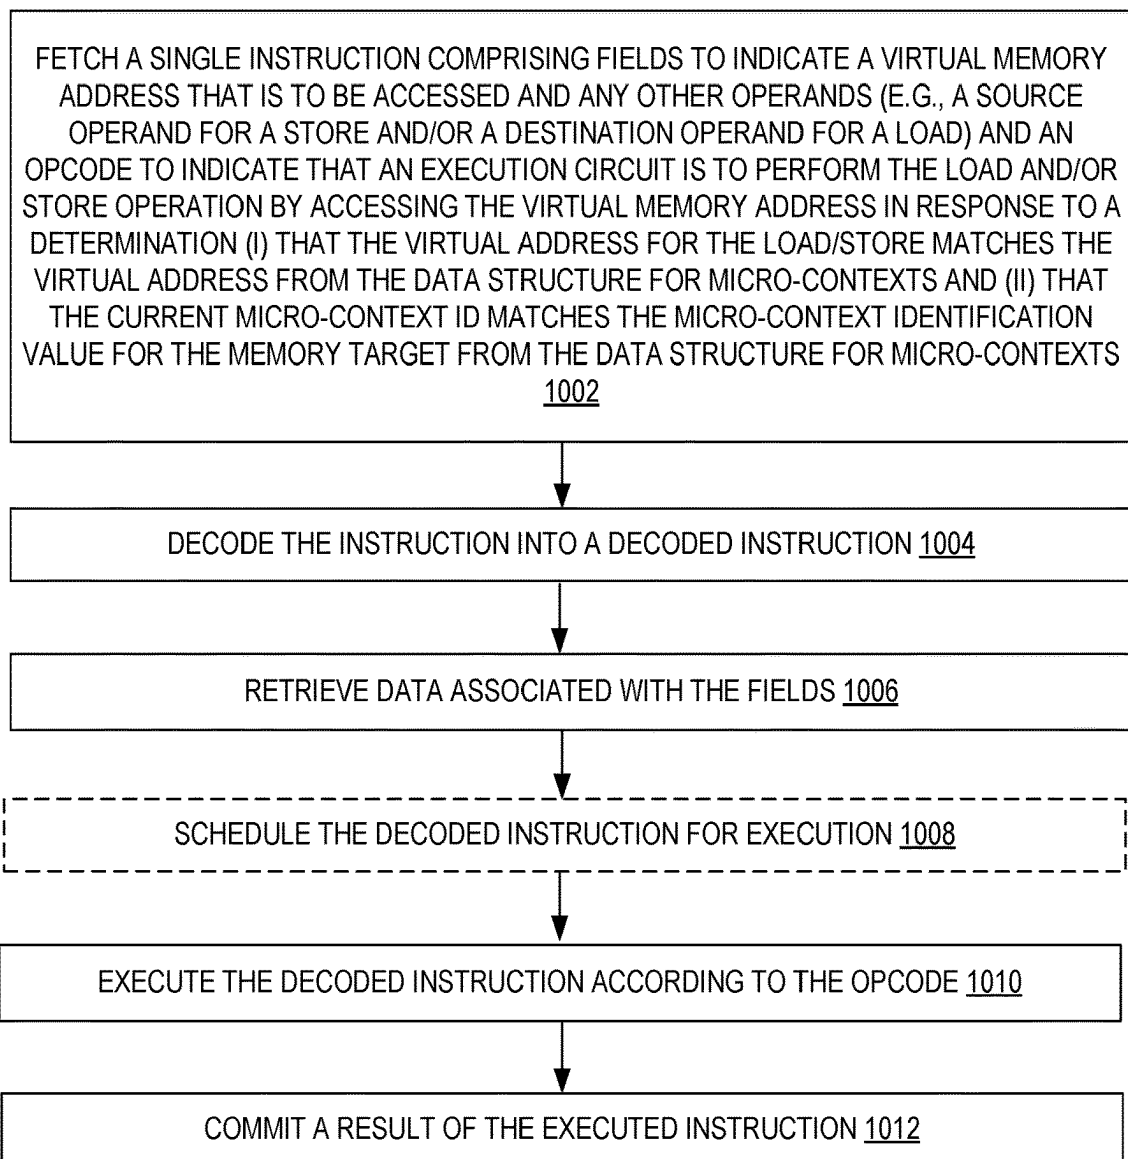 FETCH A SINGLE INSTRUCTION COMPRISING FIELDS TO INDICATE A VIRTUAL MEMORY
ADDRESS THAT IS TO BE ACCESSED AND ANY OTHER OPERANDS (E.G., A SOURCE
OPERAND FOR A STORE AND/OR A DESTINATION OPERAND FOR A LOAD) AND AN
OPCODE TO INDICATE THAT AN EXECUTION CIRCUIT IS TO PERFORM THE LOAD AND/OR
STORE OPERATION BY ACCESSING THE VIRTUAL MEMORY ADDRESS IN RESPONSE TO A
DETERMINATION (I) THAT THE VIRTUAL ADDRESS FOR THE LOAD/STORE MATCHES THE
VIRTUAL ADDRESS FROM THE DATA STRUCTURE FOR MICRO-CONTEXTS AND (II) THAT
THE CURRENT MICRO-CONTEXT ID MATCHES THE MICRO-CONTEXT IDENTIFICATION
VALUE FOR THE MEMORY TARGET FROM THE DATA STRUCTURE FOR MICRO-CONTEXTS
1002
DECODE THE INSTRUCTION INTO A DECODED INSTRUCTION 1004
RETRIEVE DATA ASSOCIATED WITH THE FIELDS 1006
SCHEDULE THE DECODED INSTRUCTION FOR EXECUTION 1008
EXECUTE THE DECODED INSTRUCTION ACCORDING TO THE OPCODE 1010
COMMIT A RESULT OF THE EXECUTED INSTRUCTION 1012